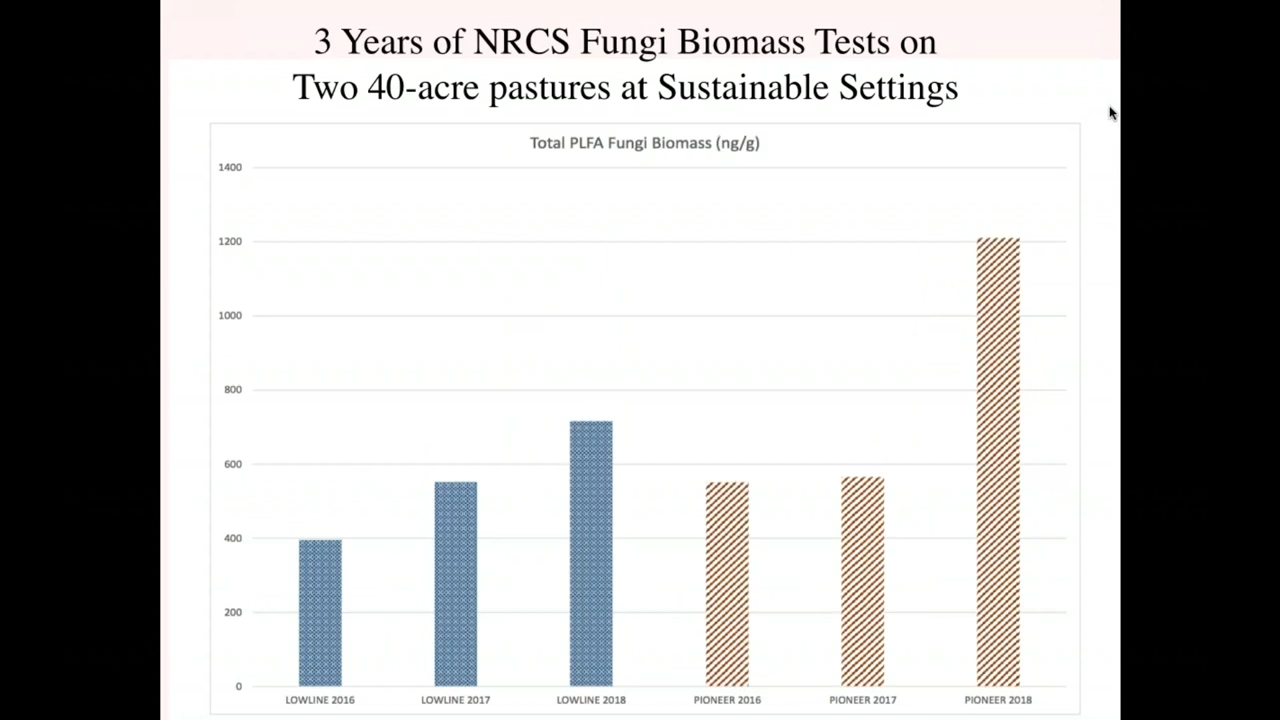 3 Years of NRCS Fungi Biomass Tests on
Two 40-acre pastures at Sustainable Settings
Total PLFA Fungi Biomass (ng/g)
1400
1200
1000
800
600
400
200
0
LOWLINE 2016 LOWLINE 2017 LOWLINE 2018 PIONEER 2016 PIONEER 2017 PIONEER 2018